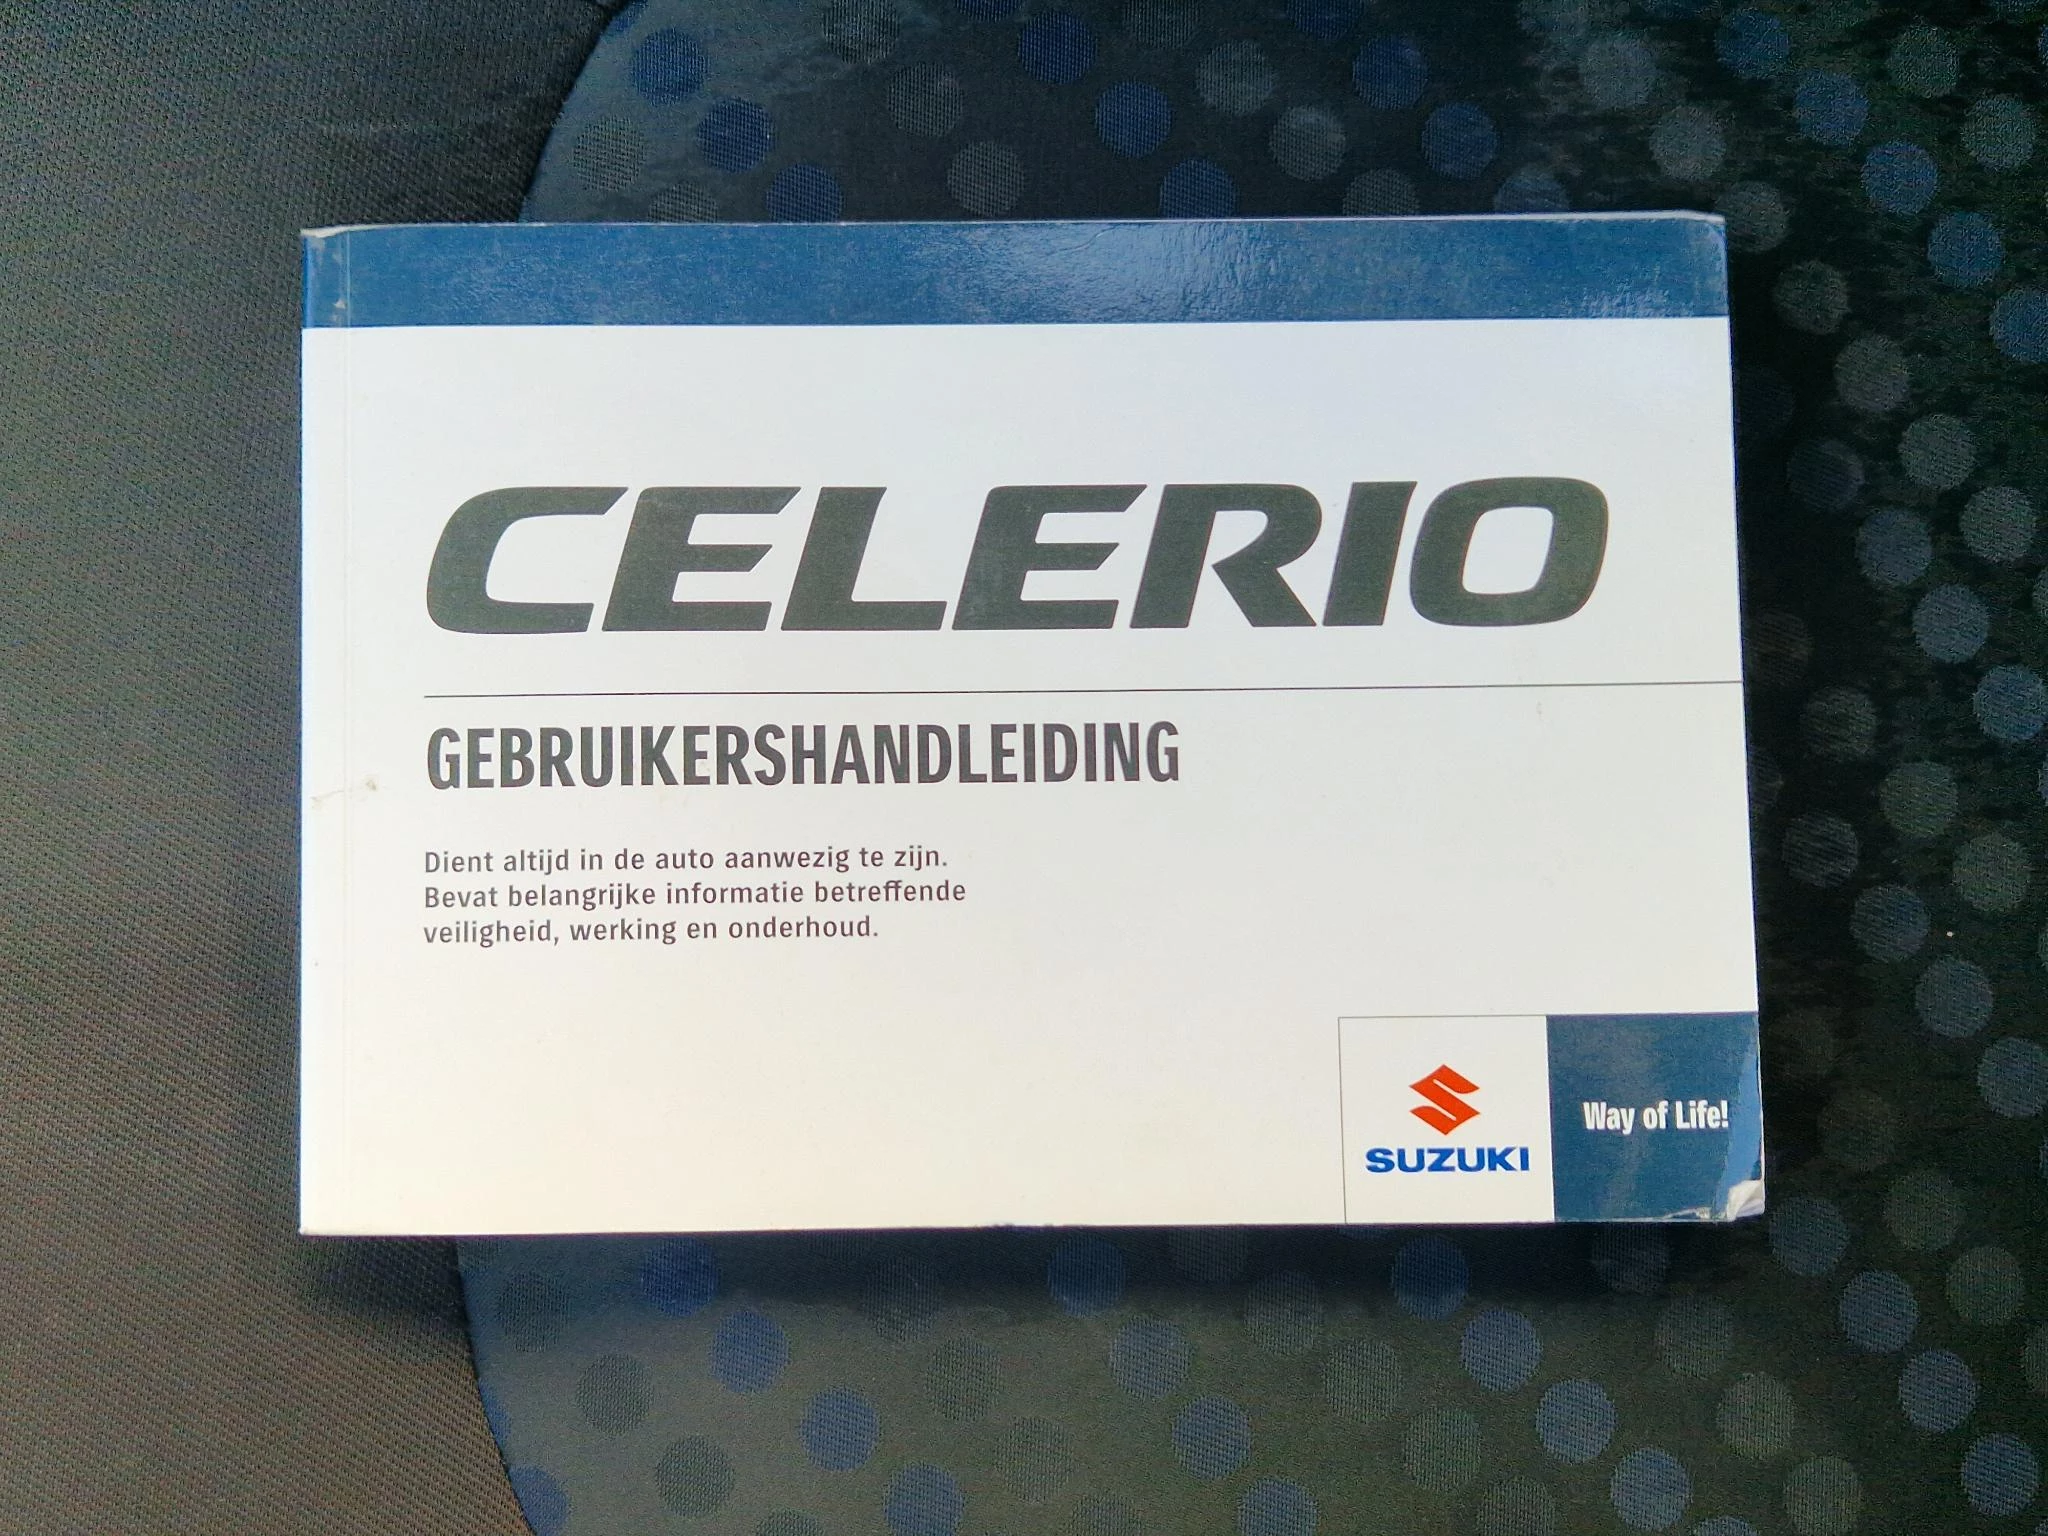 CELERIO
GEBRUIKERSHANDLEIDING
Dient altijd in de auto aanwezig te zijn.
Bevat belangrijke informatie betreffende
veiligheid, werking en onderhoud.
Way of Life!
SUZUKI